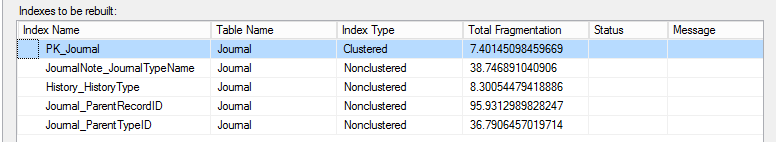 Indexes to be rebuilt:
Index Name Table Name Index Type Total Fragmentation Status Message
PK_Journal Journal Clustered 7.40145098459669
JournalNote_JournalTypeName Journal Nonclustered 38.746891040906
History_HistoryType Journal Nonclustered 8.30054479418886
Journal_ParentRecordID Journal Nonclustered 95.9312989828247
Journal_ParentTypeID Journal Nonclustered 36.7906457019714